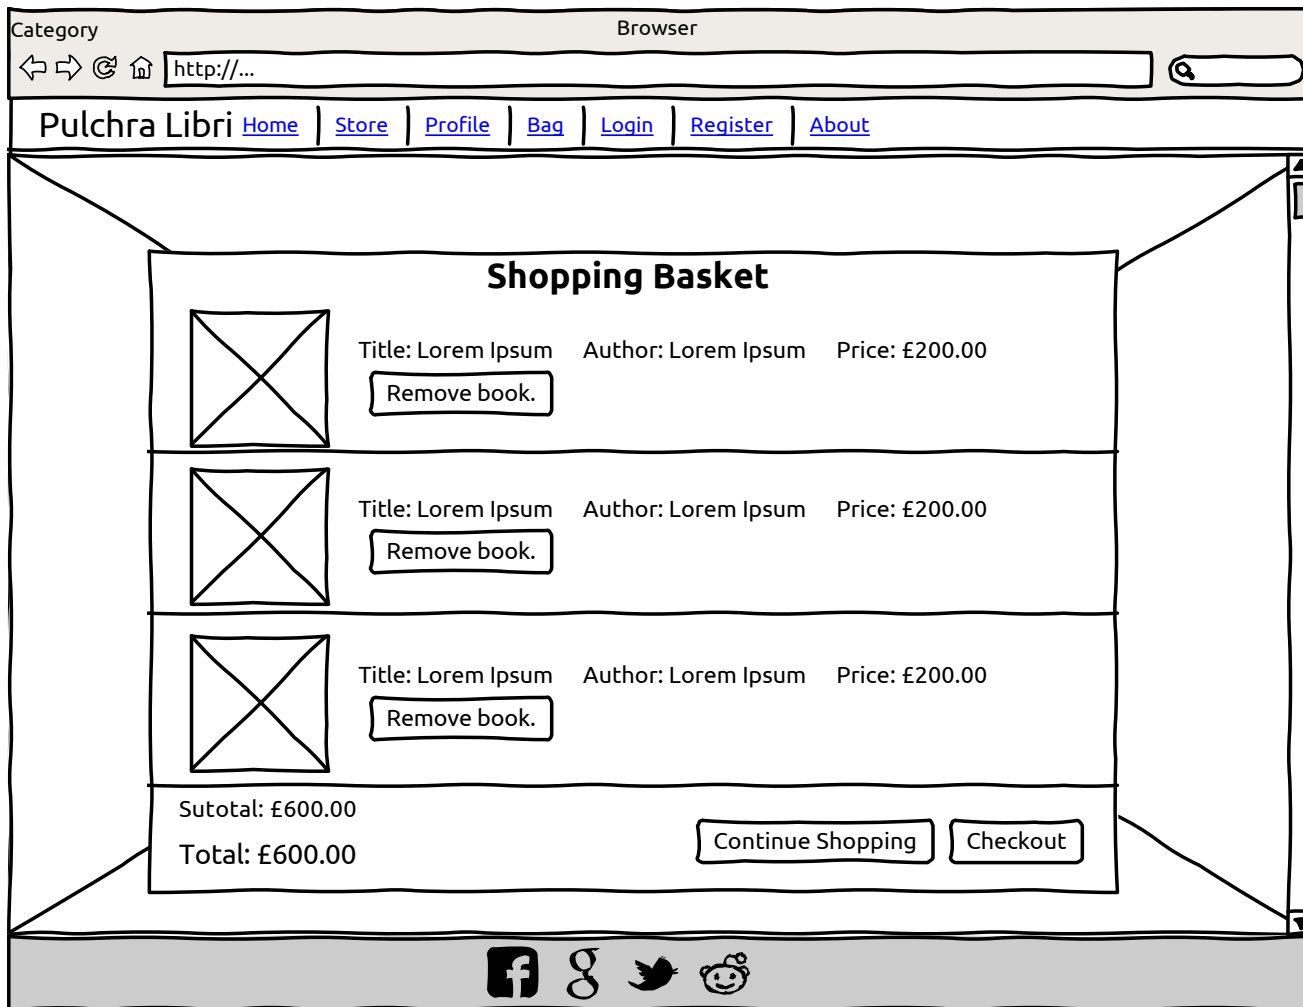 Browser
Category
http://...
Pulchra Libri Home Store Profile Bag Login Register About
Shopping Basket
Title: Lorem Ipsum Author: Lorem Ipsum Price: £200.00
Remove book.
Title: Lorem Ipsum Author: Lorem Ipsum Price: £200.00
Remove book.
Title: Lorem Ipsum Author: Lorem Ipsum Price: £200.00
Remove book.
Sutotal: £600.00
Total: £600.00
Continue Shopping Checkout